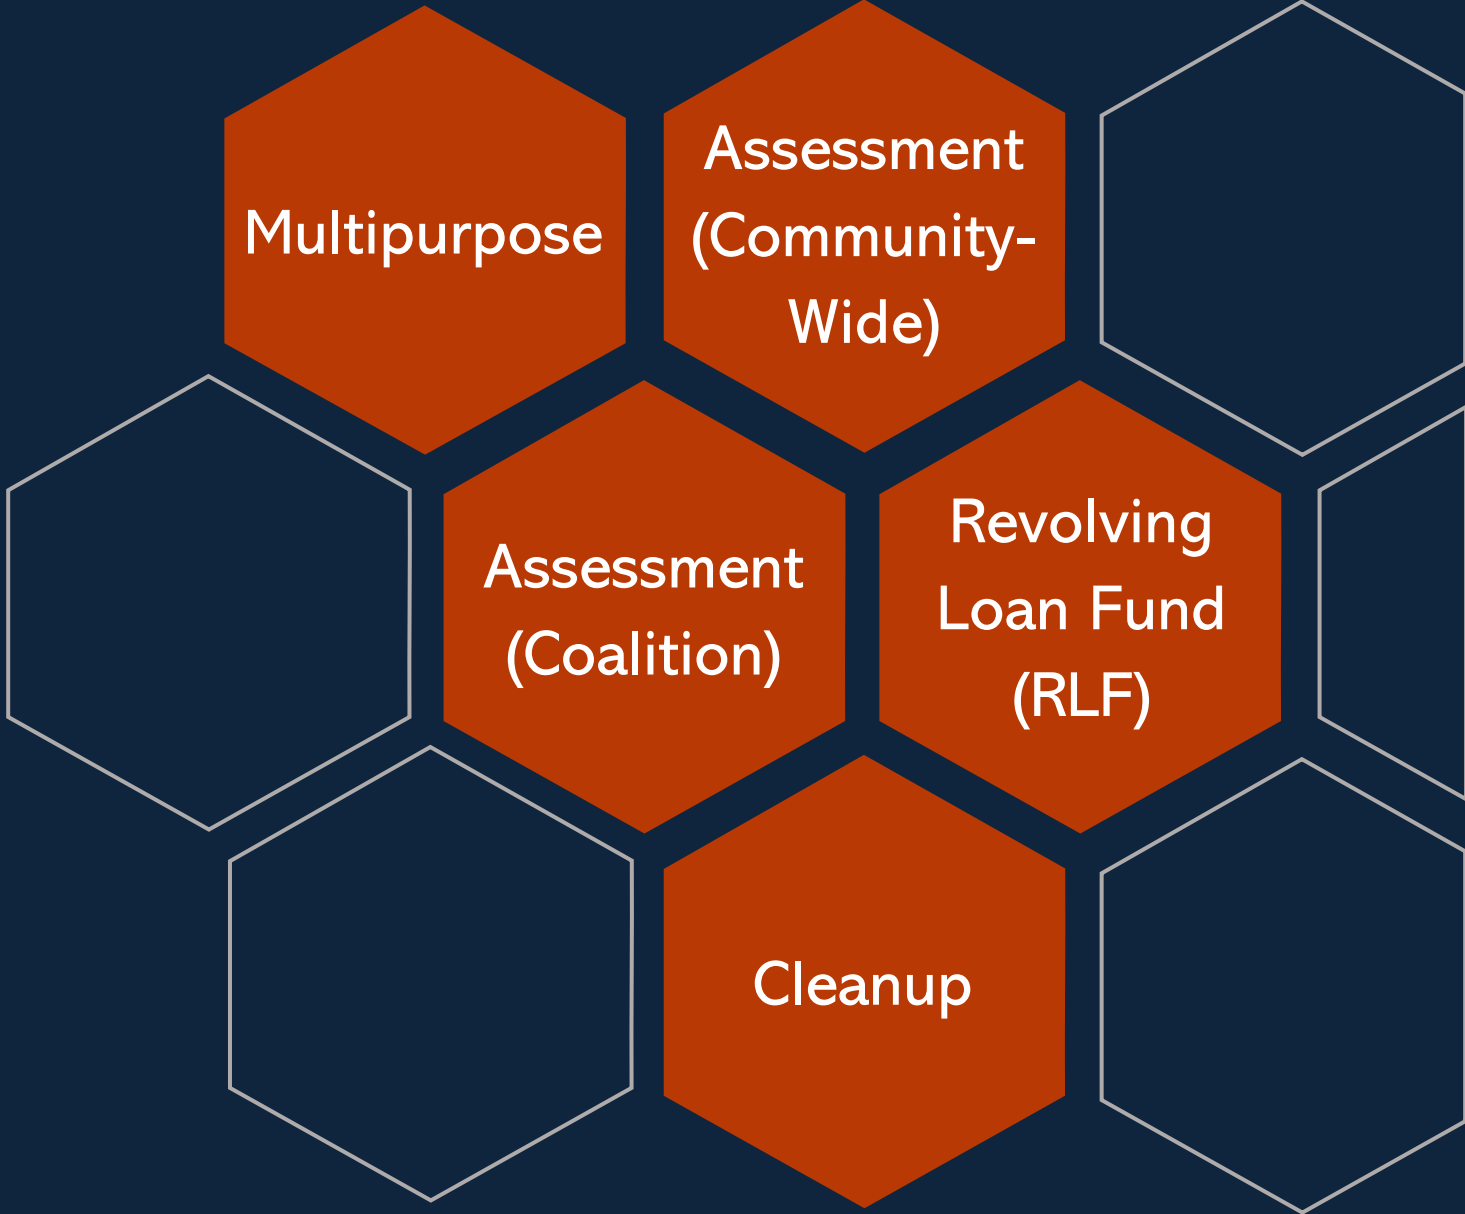 Multipurpose
Assessment
(Community-
Wide)
Assessment
(Coalition)
Revolving
Loan Fund
(RLF)
Cleanup